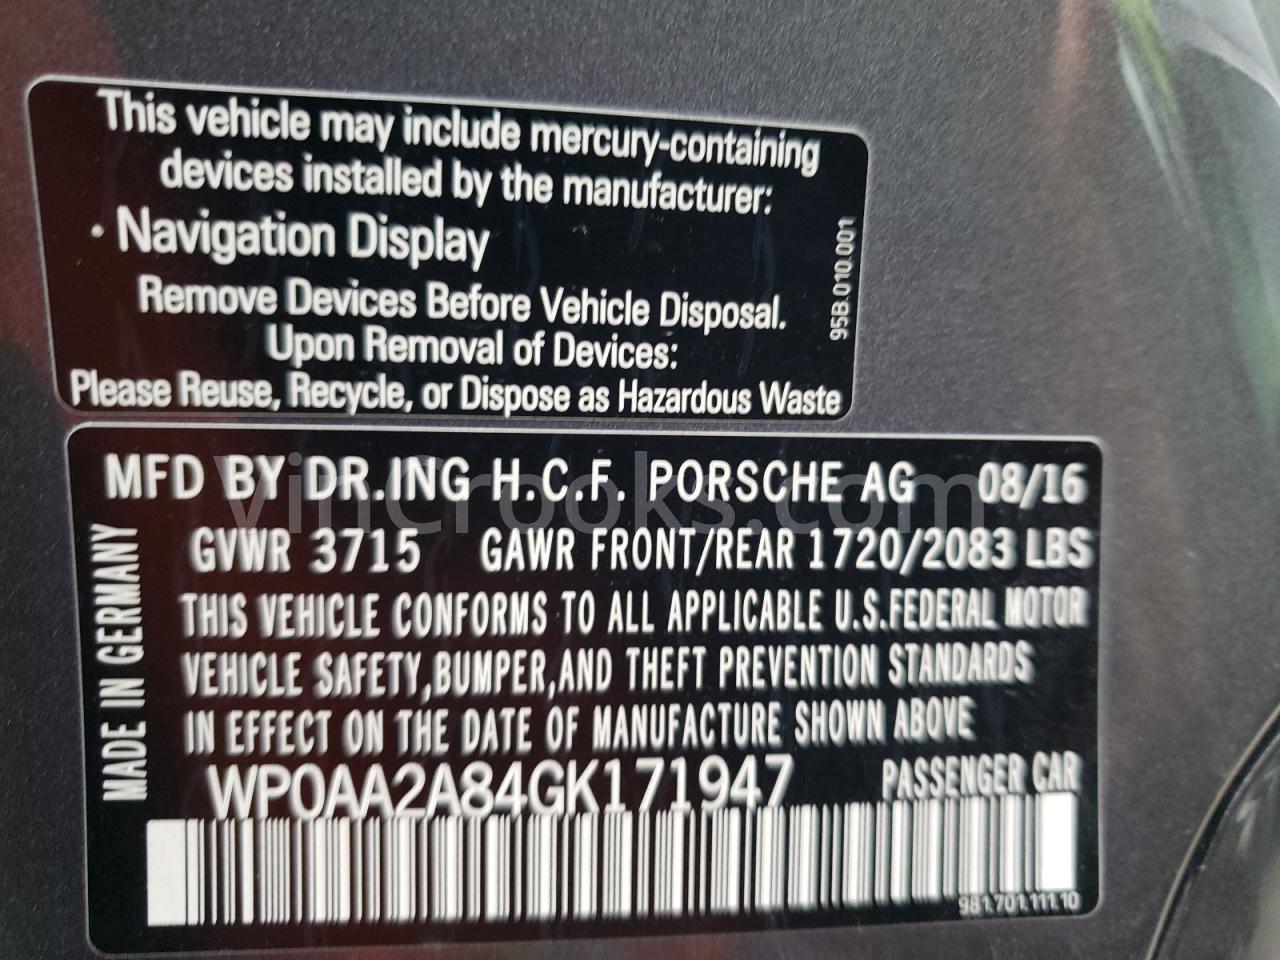 This vehicle may include mercury-containing
devices installed by the manufacturer:
· Navigation Display
Remove Devices Before Vehicle Disposal.
Upon Removal of Devices:
Please Reuse, Recycle, or Dispose as Hazardous Waste
95B.010.001
MFD BY DR.ING H.C.F. PORSCHE AG 08/16
GVWR 3715 GAWR FRONT/REAR 1720/2083 LBS
THIS VEHICLE CONFORMS TO ALL APPLICABLE U.S.FEDERAL MOTOR
VEHICLE SAFETY,BUMPER,AND THEFT PREVENTION STANDARDS
IN EFFECT ON THE DATE OF MANUFACTURE SHOWN ABOVE
WP0AA2A84GK171947 PASSENGER CAR
MADE IN GERMANY
981.701.111.10
VinCrooks.com